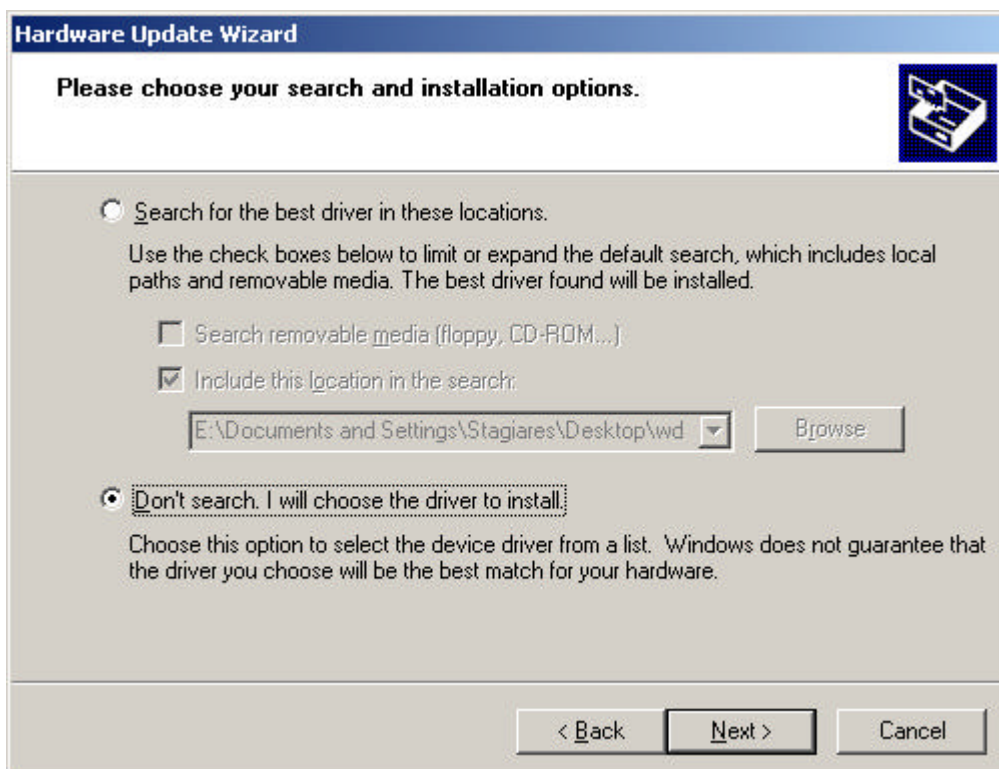 Hardware Update Wizard
Please choose your search and installation options.
Search for the best driver in these locations.
Use the check boxes below to limit or expand the default search, which includes local
paths and removable media. The best driver found will be installed.
Search removable media (floppy, CD-ROM...)
Include this location in the search:
E:\Documents and Settings\Stagiares\Desktop\wd
Browse
Don't search. I will choose the driver to install.
Choose this option to select the device driver from a list. Windows does not guarantee that
the driver you choose will be the best match for your hardware.
< Back
Next >
Cancel